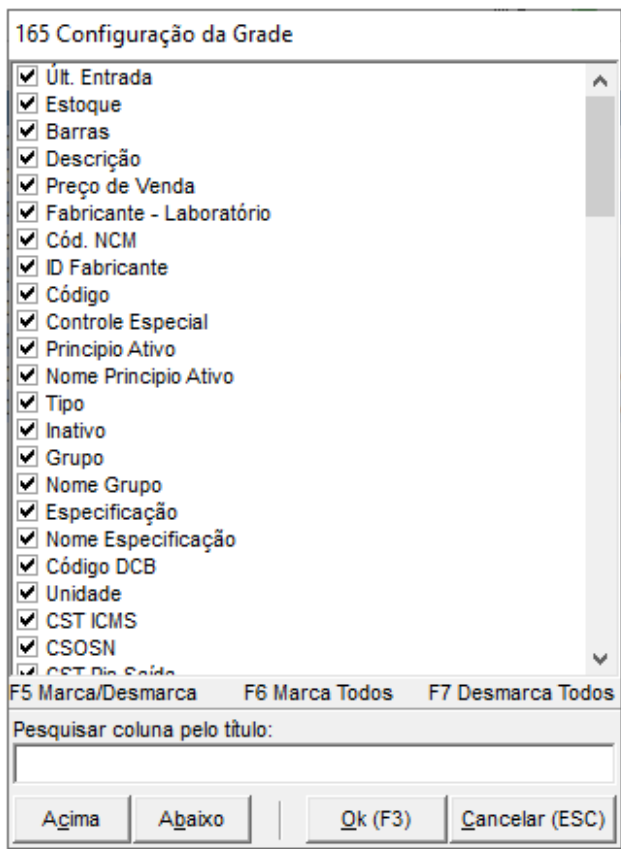 165 Configuração da Grade
Últ. Entrada
Estoque
Barras
Descrição
Preço de Venda
Fabricante - Laboratório
Cód. NCM
ID Fabricante
Código
Controle Especial
Principio Ativo
Nome Principio Ativo
Tipo
Inativo
Grupo
Nome Grupo
Especificação
Nome Especificação
Código DCB
Unidade
CST ICMS
CSOSN
CST Pis Saída
F5 Marca/Desmarca F6 Marca Todos F7 Desmarca Todos
Pesquisar coluna pelo título:
Acima Abaixo Ok (F3) Cancelar (ESC)